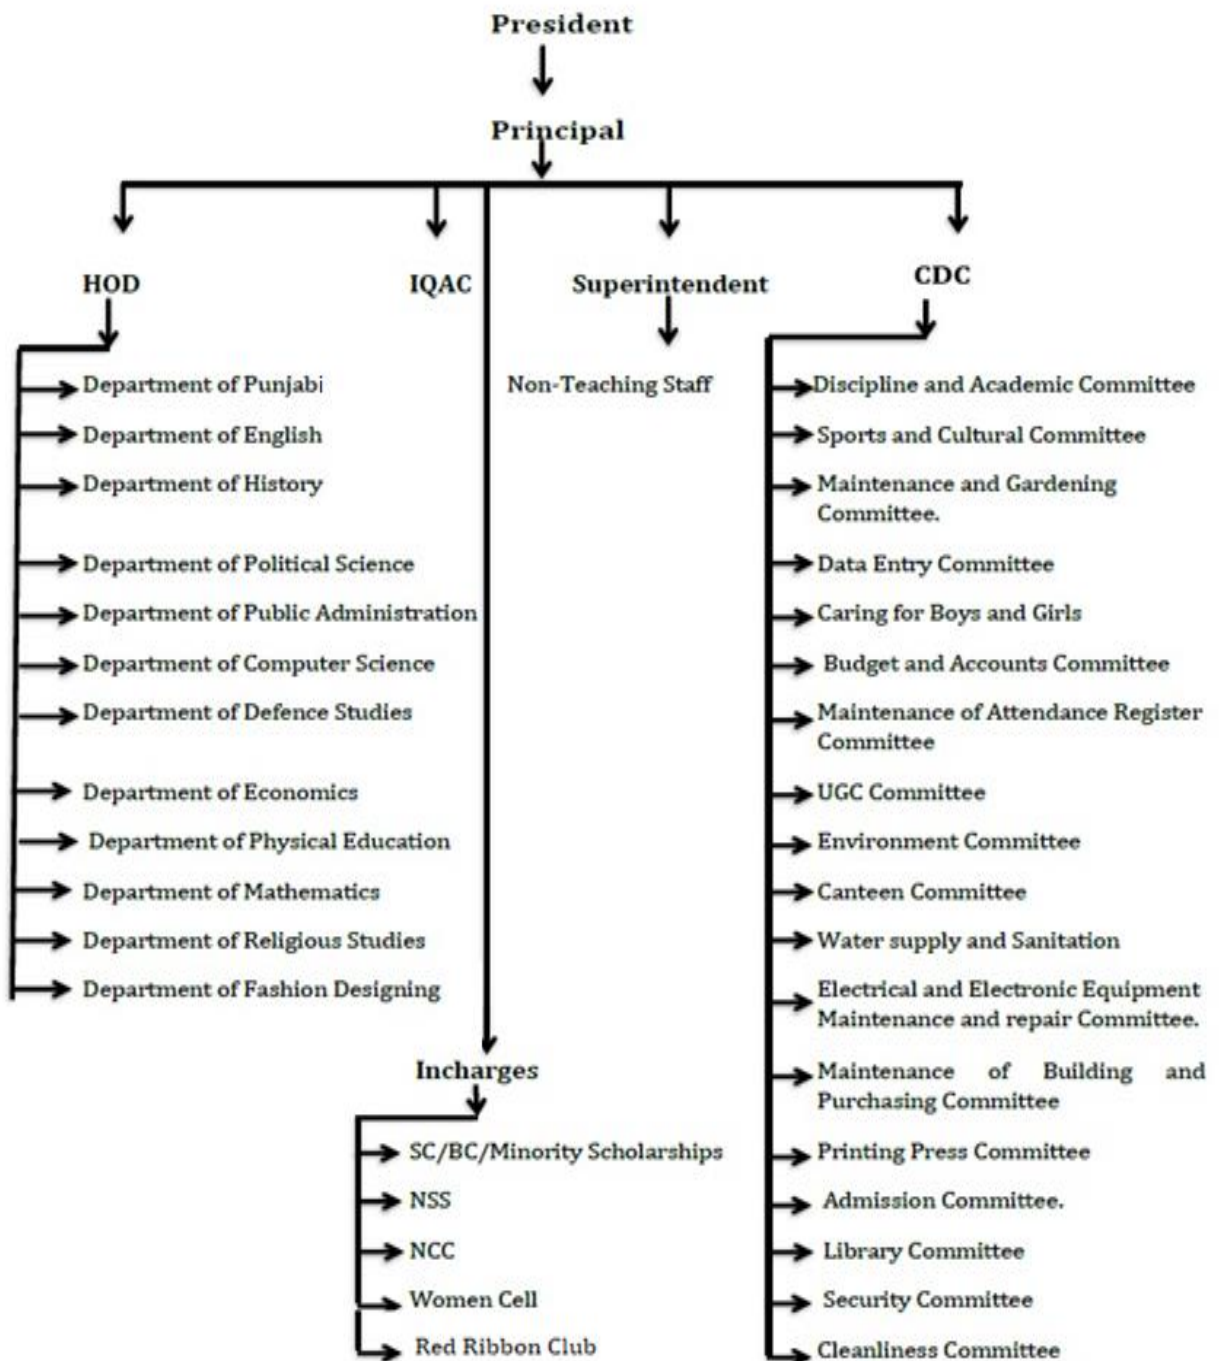 President
Principal
HOD
IQAC
Superintendent
CDC
Department of Punjabi
Department of English
Department of History
Department of Political Science
Department of Public Administration
Department of Computer Science
Department of Defence Studies
Department of Economics
Department of Physical Education
Department of Mathematics
Department of Religious Studies
Department of Fashion Designing
Non-Teaching Staff
Discipline and Academic Committee
Sports and Cultural Committee
Maintenance and Gardening
Committee.
Data Entry Committee
Caring for Boys and Girls
Budget and Accounts Committee
Maintenance of Attendance Register
Committee
UGC Committee
Environment Committee
Canteen Committee
Water supply and Sanitation
Electrical and Electronic Equipment
Maintenance and repair Committee.
Maintenance of Building and
Purchasing Committee
Printing Press Committee
Admission Committee.
Library Committee
Security Committee
Cleanliness Committee
Incharges
SC/BC/Minority Scholarships
NSS
NCC
Women Cell
Red Ribbon Club